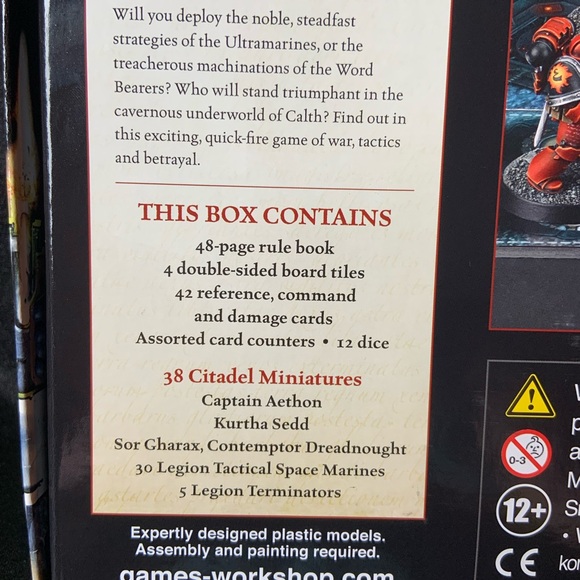 Will you deploy the noble, steadfast
strategies of the Ultramarines, or the
treacherous machinations of the Word
Bearers? Who will stand triumphant in the
cavernous underworld of Calth? Find out in
this exciting, quick-fire game of war, tactics
and betrayal.
THIS BOX CONTAINS
48-page rule book
4 double-sided board tiles
42 reference, command
and damage cards
Assorted card counters • 12 dice
38 Citadel Miniatures
Captain Aethon
Kurtha Sedd
Sor Gharax, Contemptor Dreadnought
30 Legion Tactical Space Marines
5 Legion Terminators
Expertly designed plastic models.
Assembly and painting required.
games-workshop.com
0-3
12+
CE